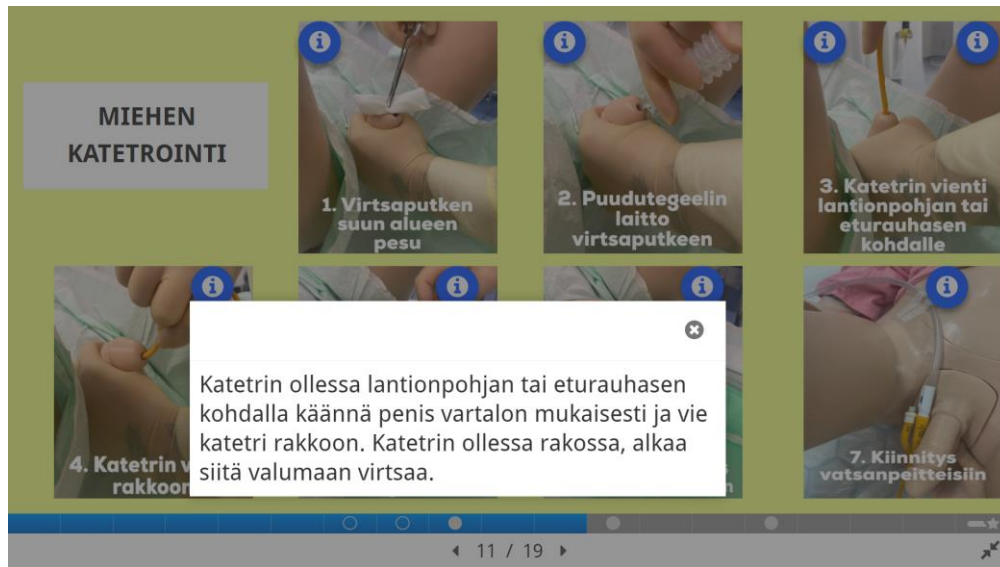 MIEHEN
KATETROINTI
1. Virtsaputken
suun alueen
pesu
2. Puudutegeelin
laitto
virtsaputkeen
3. Katetrin vienti
lantionpohjan tai
eturauhasen
kohdalle
Katetrin ollessa lantionpohjan tai eturauhasen
kohdalla käännä penis vartalon mukaisesti ja vie
katetri rakkoon. Katetrin ollessa rakossa, alkaa
siitä valumaan virtsaa.
4. Katetrin v
rakkoon
7. Kiinnitys
vatsanpeitteisiin
11 / 19